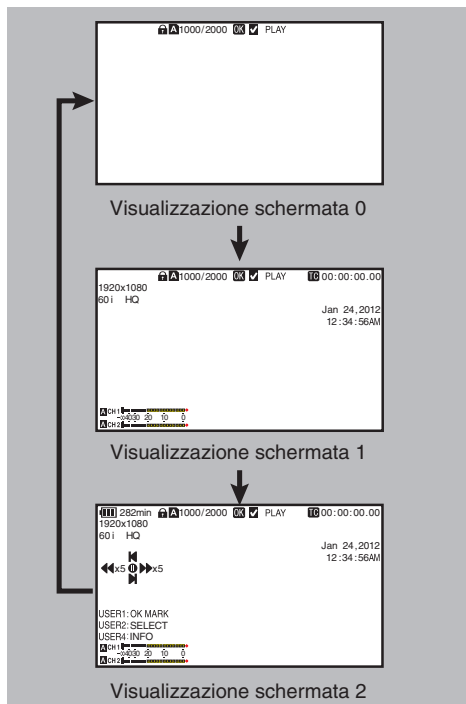 A 1000/2000 OK PLAY
Visualizzazione schermata 0
A 1000/2000 OK PLAY TC 00:00:00.00
1920x1080
60i HQ
Jan 24,2012
12:34:56AM
A CH1
40 30 20 10 0
A CH2
Visualizzazione schermata 1
282min A 1000/2000 OK PLAY TC 00:00:00.00
1920x1080
60i HQ
Jan 24,2012
12:34:56AM
x5 x5
USER1: OK MARK
USER2: SELECT
USER4: INFO
A CH1
40 30 20 10 0
A CH2
Visualizzazione schermata 2